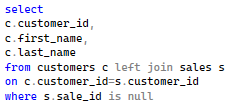 select
c.customer_id,
c.first_name,
c.last_name
from customers c left join sales s
on c.customer_id=s.customer_id
where s.sale_id is null